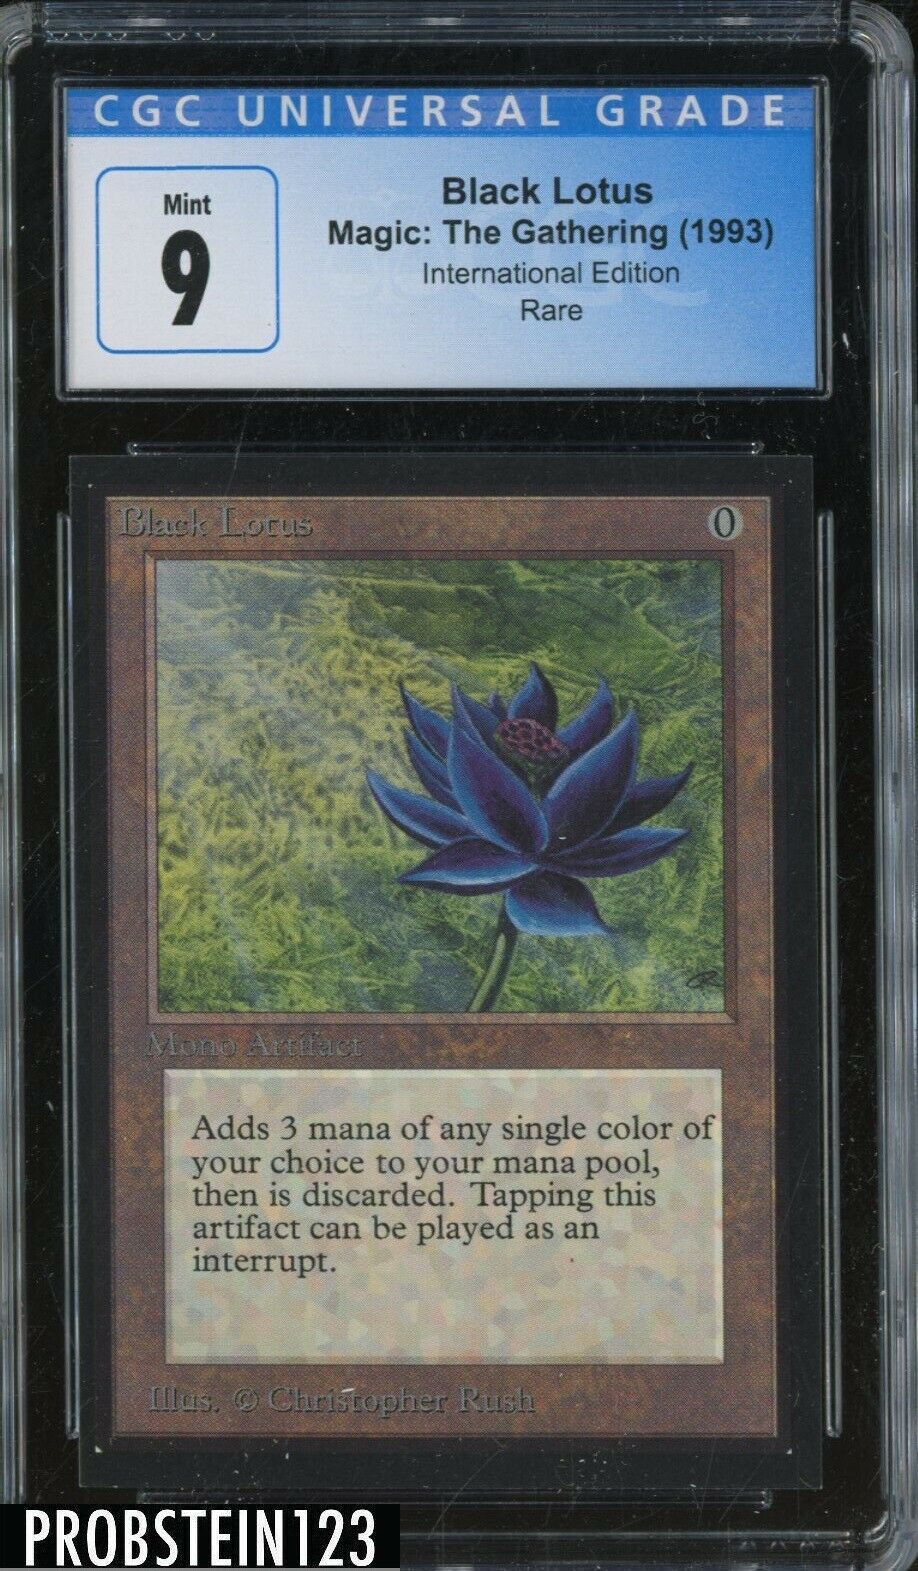 CGC UNIVERSAL GRADE
Mint
9
Black Lotus
Magic: The Gathering (1993)
International Edition
Rare
Black Lotus
0
Mono Artifact
Adds 3 mana of any single color of
your choice to your mana pool,
then is discarded. Tapping this
artifact can be played as an
interrupt.
Illus. © Christopher Rush
PROBSTEIN123